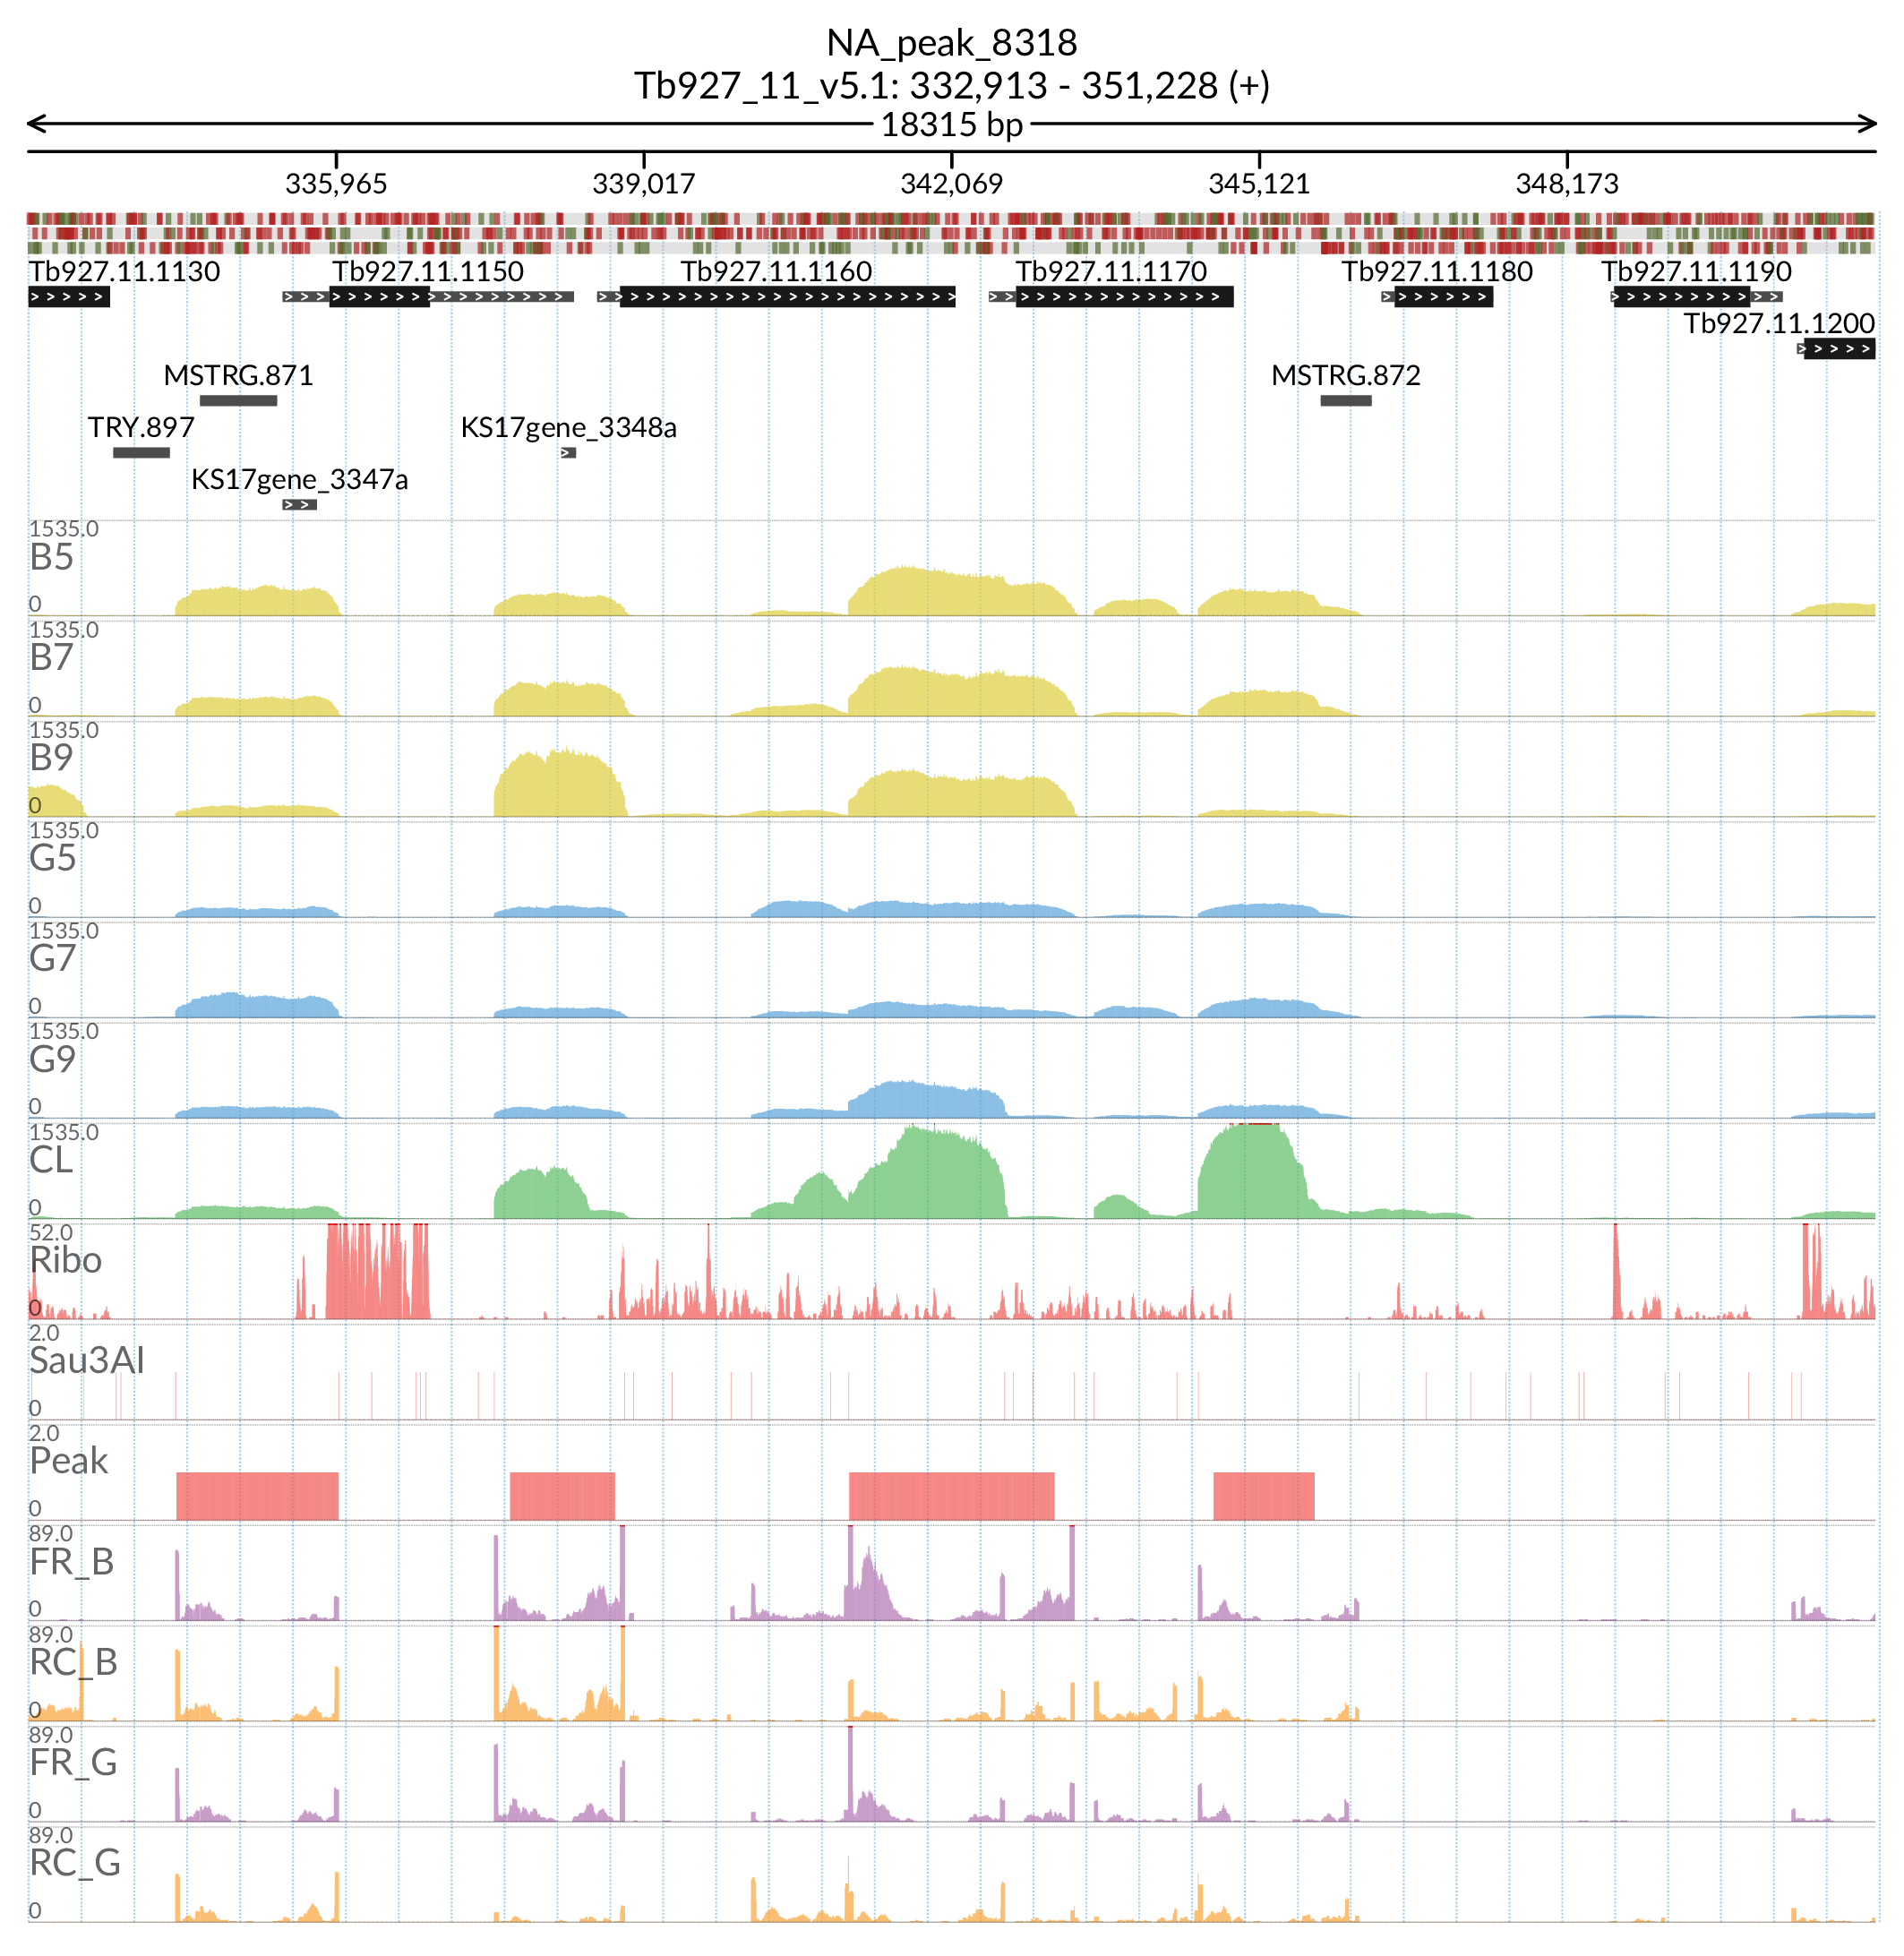 NA_peak_8318
Tb927_11_v5.1: 332,913 - 351,228 (+)
18315 bp
335,965 339,017 342,069 345,121 348,173
Tb927.11.1130 Tb927.11.1150 Tb927.11.1160 Tb927.11.1170 Tb927.11.1180 Tb927.11.1190
Tb927.11.1200
MSTRG.871 MSTRG.872
TRY.897 KS17gene_3348a
KS17gene_3347a
1535.0
B5
0
1535.0
B7
0
1535.0
B9
0
1535.0
G5
0
1535.0
G7
0
1535.0
G9
0
1535.0
CL
0
52.0
Ribo
0
2.0
Sau3AI
0
2.0
Peak
0
89.0
FR_B
0
89.0
RC_B
0
89.0
FR_G
0
89.0
RC_G
0